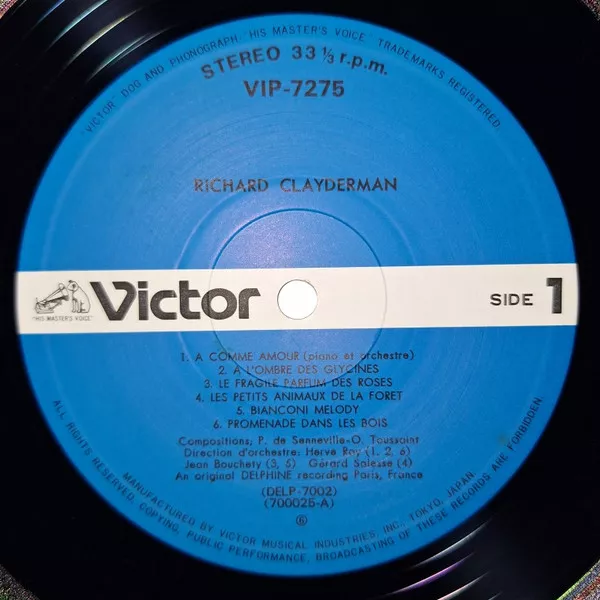 "VICTOR", DOG AND PHONOGRAPH, "HIS MASTER'S VOICE" TRADEMARKS REGISTERED.
STEREO 33 1/3 r.p.m.
VIP-7275
RICHARD CLAYDERMAN
"HIS MASTER'S VOICE"
Victor
SIDE 1
1. A COMME AMOUR (piano et orchestre)
2. A L'OMBRE DES GLYCINES
3. LE FRAGILE PARFUM DES ROSES
4. LES PETITS ANIMAUX DE LA FORET
5. BIANCONI MELODY
6. PROMENADE DANS LES BOIS
Compositions; P. de Senneville-O. Toussaint
Direction d'orchestre: Hervé Roy (1, 2, 6)
Jean Bouchety (3, 5) Gérard Salesse (4)
An original DELPHINE recording Paris, France
(DELP-7002)
(700025-A)
⑥
MANUFACTURED BY VICTOR MUSICAL INDUSTRIES, INC., TOKYO, JAPAN.
ALL RIGHTS RESERVED. COPYING, PUBLIC PERFORMANCE, BROADCASTING OF THESE RECORDS ARE FORBIDDEN.